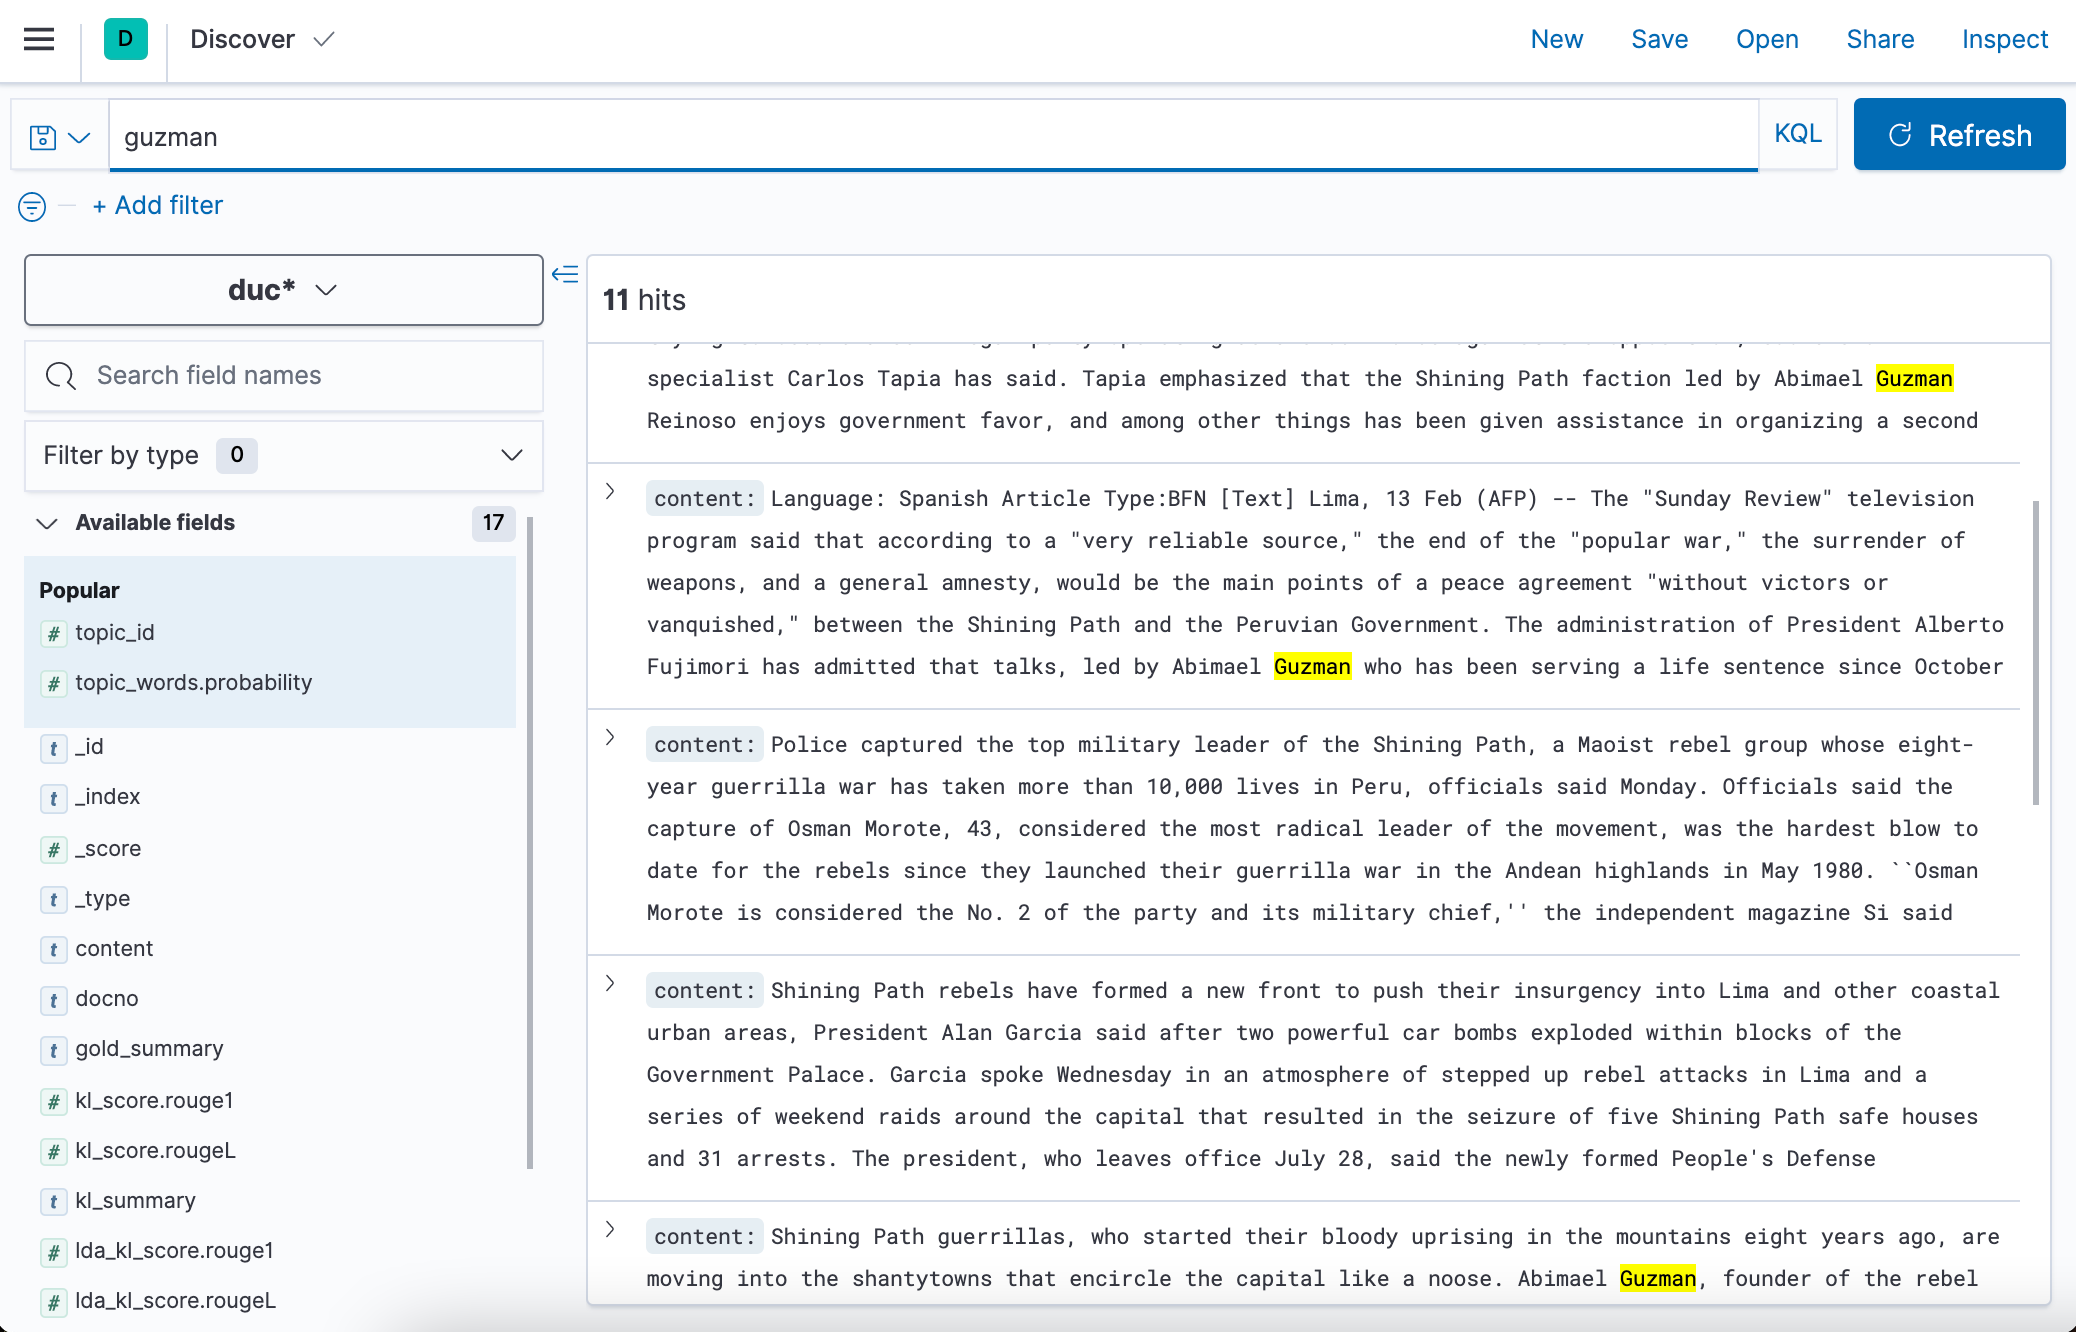 D
Discover
New
Save
Open
Share
Inspect
guzman
KQL
Refresh
+ Add filter
duc*
Search field names
Filter by type 0
Available fields 17
Popular
# topic_id
# topic_words.probability
t _id
t _index
# _score
t _type
t content
t docno
t gold_summary
# kl_score.rouge1
# kl_score.rougeL
t kl_summary
# lda_kl_score.rouge1
# lda_kl_score.rougeL
11 hits
specialist Carlos Tapia has said. Tapia emphasized that the Shining Path faction led by Abimael Guzman
Reinoso enjoys government favor, and among other things has been given assistance in organizing a second
content: Language: Spanish Article Type:BFN [Text] Lima, 13 Feb (AFP) -- The "Sunday Review" television
program said that according to a "very reliable source," the end of the "popular war," the surrender of
weapons, and a general amnesty, would be the main points of a peace agreement "without victors or
vanquished," between the Shining Path and the Peruvian Government. The administration of President Alberto
Fujimori has admitted that talks, led by Abimael Guzman who has been serving a life sentence since October
content: Police captured the top military leader of the Shining Path, a Maoist rebel group whose eight-
year guerrilla war has taken more than 10,000 lives in Peru, officials said Monday. Officials said the
capture of Osman Morote, 43, considered the most radical leader of the movement, was the hardest blow to
date for the rebels since they launched their guerrilla war in the Andean highlands in May 1980. ``Osman
Morote is considered the No. 2 of the party and its military chief,'' the independent magazine Si said
content: Shining Path rebels have formed a new front to push their insurgency into Lima and other coastal
urban areas, President Alan Garcia said after two powerful car bombs exploded within blocks of the
Government Palace. Garcia spoke Wednesday in an atmosphere of stepped up rebel attacks in Lima and a
series of weekend raids around the capital that resulted in the seizure of five Shining Path safe houses
and 31 arrests. The president, who leaves office July 28, said the newly formed People's Defense
content: Shining Path guerrillas, who started their bloody uprising in the mountains eight years ago, are
moving into the shantytowns that encircle the capital like a noose. Abimael Guzman, founder of the rebel